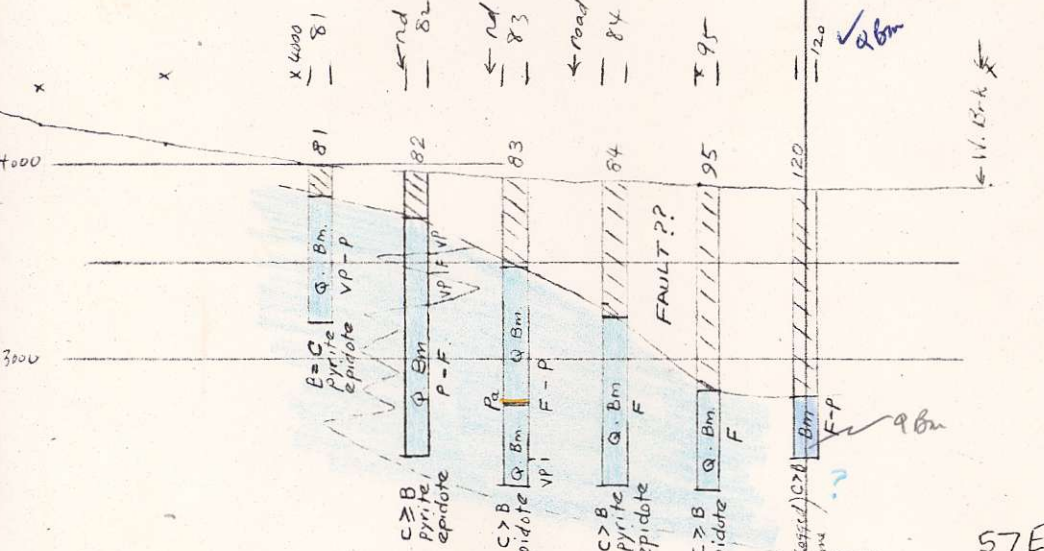 x 4000
81
← rd
82
← rd
83
← road
84
x 95
120
✓ Q Bm
← W. Brk
4000
81
82
83
84
95
120
Q. Bm.
VP - P
B = C
pyrite
epidote
Q Bm
P = F
VP | F | VP
C ≥ B
pyrite
epidote
Q Bm
Pa
F - P
Q Bm
VP
C > B
Q. Bm
F
C > B
pyrite
epidote
FAULT??
Q. Bm.
F
C ≥ B
Bm
F-P
Q Bm
C > B
?
3000
57E